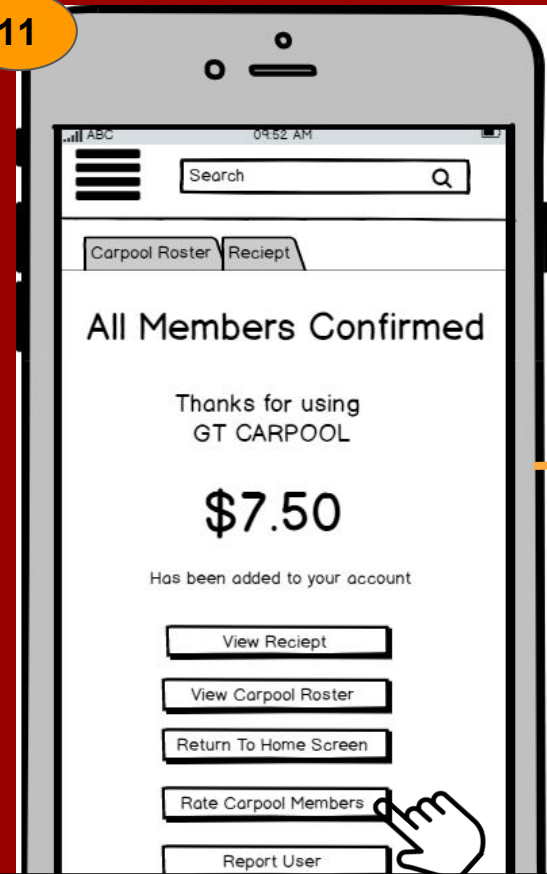 11
ABC 09:52 AM
Search
Carpool Roster Reciept
All Members Confirmed
Thanks for using
GT CARPOOL
$7.50
Has been added to your account
View Reciept
View Carpool Roster
Return To Home Screen
Rate Carpool Members
Report User